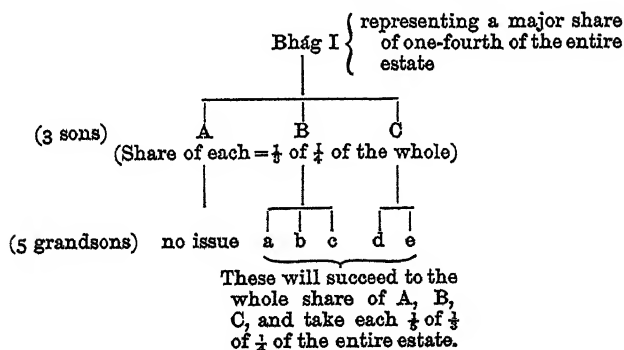 representing a major share
Bhág I { of one-fourth of the entire
estate
(3 sons) A B C
(Share of each = ⅓ of ¼ of the whole)
(5 grandsons) no issue a b c d e
These will succeed to the
whole share of A, B,
C, and take each ⅕ of ⅓
of ¼ of the entire estate.